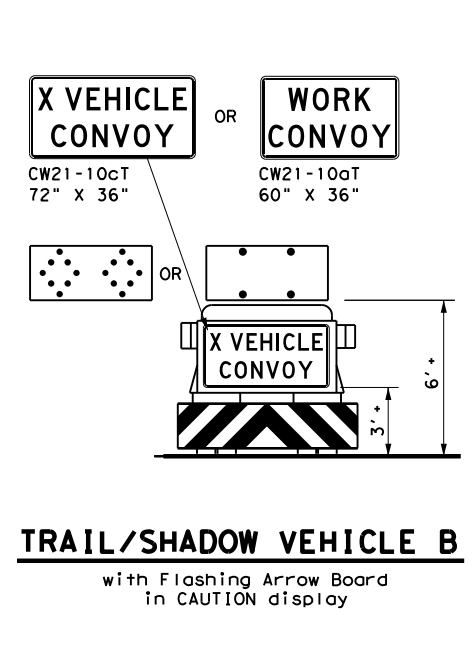 X VEHICLE
CONVOY
OR
WORK
CONVOY
CW21-10cT
72" X 36"
CW21-10aT
60" X 36"
OR
X VEHICLE
CONVOY
6'+
3'+
TRAIL/SHADOW VEHICLE B
with Flashing Arrow Board
in CAUTION display